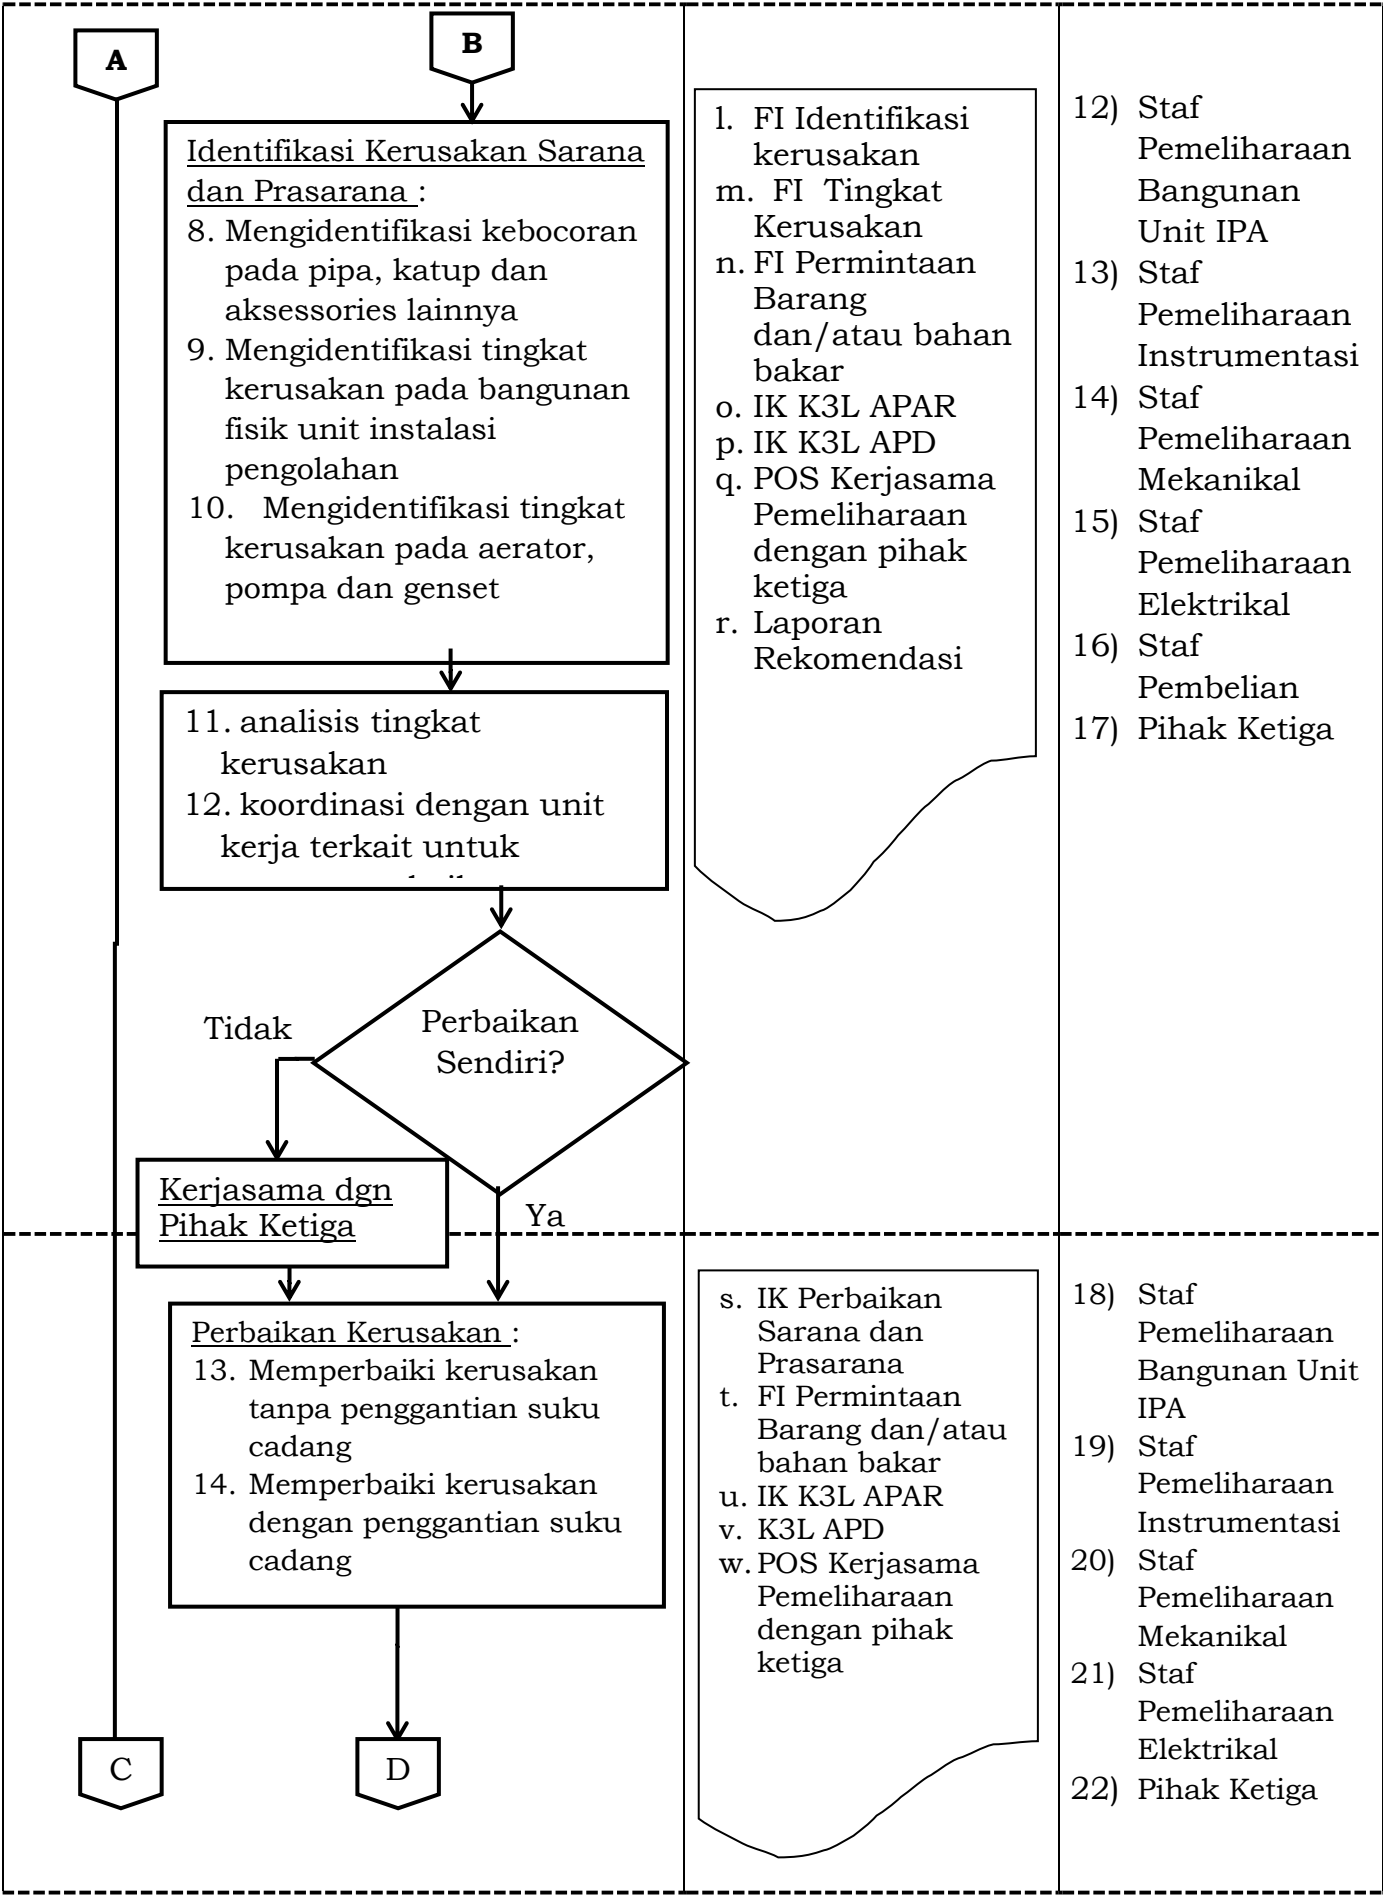 A
B
Identifikasi Kerusakan Sarana
dan Prasarana :
8. Mengidentifikasi kebocoran
pada pipa, katup dan
aksessories lainnya
9. Mengidentifikasi tingkat
kerusakan pada bangunan
fisik unit instalasi
pengolahan
10. Mengidentifikasi tingkat
kerusakan pada aerator,
pompa dan genset
11. analisis tingkat
kerusakan
12. koordinasi dengan unit
kerja terkait untuk
Perbaikan
Sendiri?
Tidak
Ya
Kerjasama dgn
Pihak Ketiga
l. FI Identifikasi
kerusakan
m. FI Tingkat
Kerusakan
n. FI Permintaan
Barang
dan/atau bahan
bakar
o. IK K3L APAR
p. IK K3L APD
q. POS Kerjasama
Pemeliharaan
dengan pihak
ketiga
r. Laporan
Rekomendasi
12) Staf
Pemeliharaan
Bangunan
Unit IPA
13) Staf
Pemeliharaan
Instrumentasi
14) Staf
Pemeliharaan
Mekanikal
15) Staf
Pemeliharaan
Elektrikal
16) Staf
Pembelian
17) Pihak Ketiga
Perbaikan Kerusakan :
13. Memperbaiki kerusakan
tanpa penggantian suku
cadang
14. Memperbaiki kerusakan
dengan penggantian suku
cadang
C
D
s. IK Perbaikan
Sarana dan
Prasarana
t. FI Permintaan
Barang dan/atau
bahan bakar
u. IK K3L APAR
v. K3L APD
w. POS Kerjasama
Pemeliharaan
dengan pihak
ketiga
18) Staf
Pemeliharaan
Bangunan Unit
IPA
19) Staf
Pemeliharaan
Instrumentasi
20) Staf
Pemeliharaan
Mekanikal
21) Staf
Pemeliharaan
Elektrikal
22) Pihak Ketiga